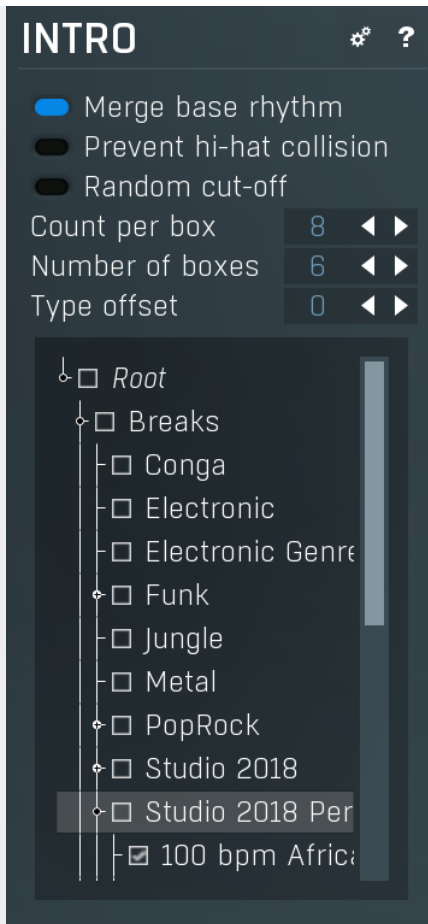 INTRO ?
Merge base rhythm
Prevent hi-hat collision
Random cut-off
Count per box 8
Number of boxes 6
Type offset 0
Root
Breaks
Conga
Electronic
Electronic Genre
Funk
Jungle
Metal
PopRock
Studio 2018
Studio 2018 Per
100 bpm Africa